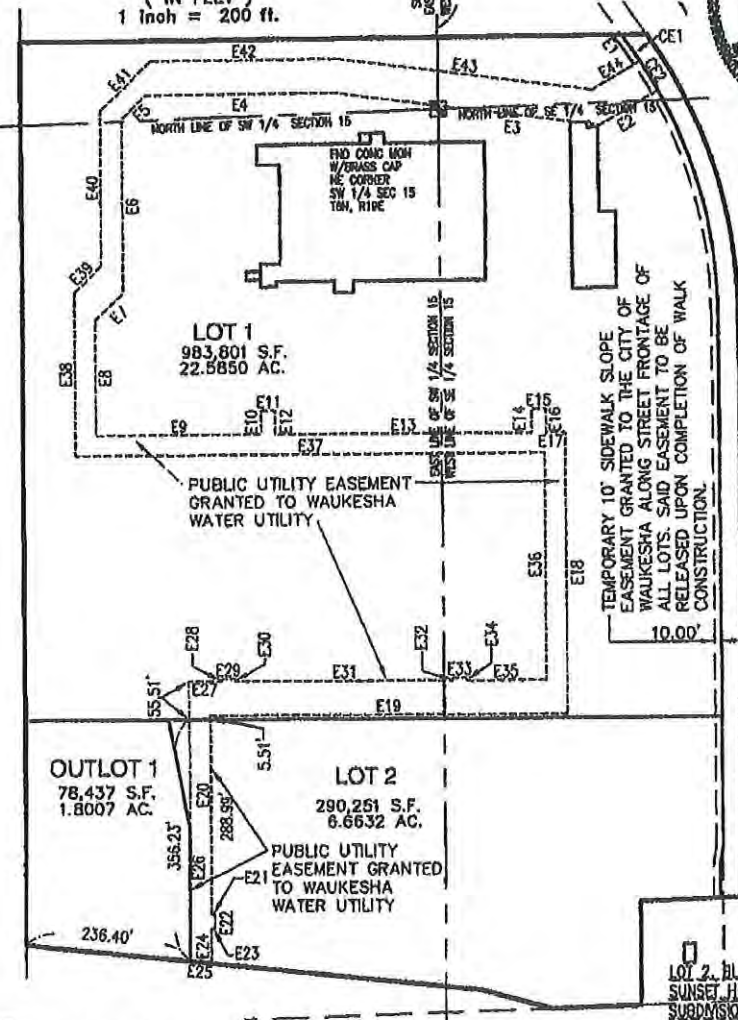 ( IN FEET )
1 inch = 200 ft.
CE1
E44
E42
E41
E43
E5
E4
E3
E2
NORTH LINE OF SW 1/4 SECTION 15
NORTH LINE OF SE 1/4 SECTION 15
FND CONC MON
W/BRASS CAP
NE CORNER
SW 1/4 SEC 15
E40
E6
E39
E7
E38
E8
LOT 1
983,801 S.F.
22.5850 AC.
EAST LINE OF SW 1/4 SECTION 15
WEST LINE OF SE 1/4 SECTION 15
E9
E10
E11
E12
E13
E14
E15
E16
E17
E37
PUBLIC UTILITY EASEMENT
GRANTED TO WAUKESHA
WATER UTILITY
TEMPORARY 10' SIDEWALK SLOPE
EASEMENT GRANTED TO THE CITY OF
WAUKESHA ALONG STREET FRONTAGE OF
ALL LOTS. SAID EASEMENT TO BE
RELEASED UPON COMPLETION OF WALK
CONSTRUCTION.
10.00'
E36
E18
E28
E29
E30
E32
E34
E27
E31
E33
E35
55.51'
E19
5.51'
OUTLOT 1
78,437 S.F.
1.8007 AC.
LOT 2
290,251 S.F.
6.6632 AC.
E20
288.99'
356.23'
E26
PUBLIC UTILITY
EASEMENT GRANTED
TO WAUKESHA
WATER UTILITY
E21
E22
E23
E24
E25
236.40'
LOT 2, BU
SUNSET H
SUBDIVISIO